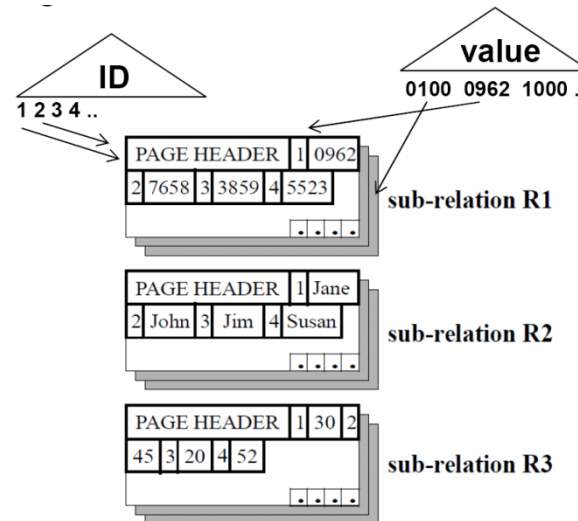 ID
1 2 3 4 ..
value
0100 0962 1000 .
PAGE HEADER 1 0962
2 7658 3 3859 4 5523
. . . .
sub-relation R1
PAGE HEADER 1 Jane
2 John 3 Jim 4 Susan
. . . .
sub-relation R2
PAGE HEADER 1 30 2
45 3 20 4 52
. . . .
sub-relation R3